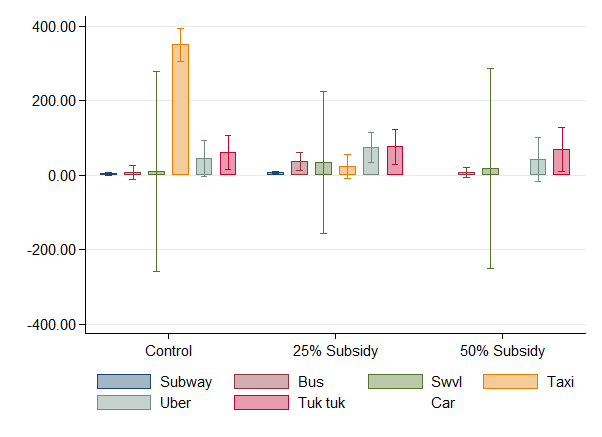 400.00
200.00
0.00
-200.00
-400.00
Control 25% Subsidy 50% Subsidy
Subway Bus Swvl Taxi
Uber Tuk tuk Car